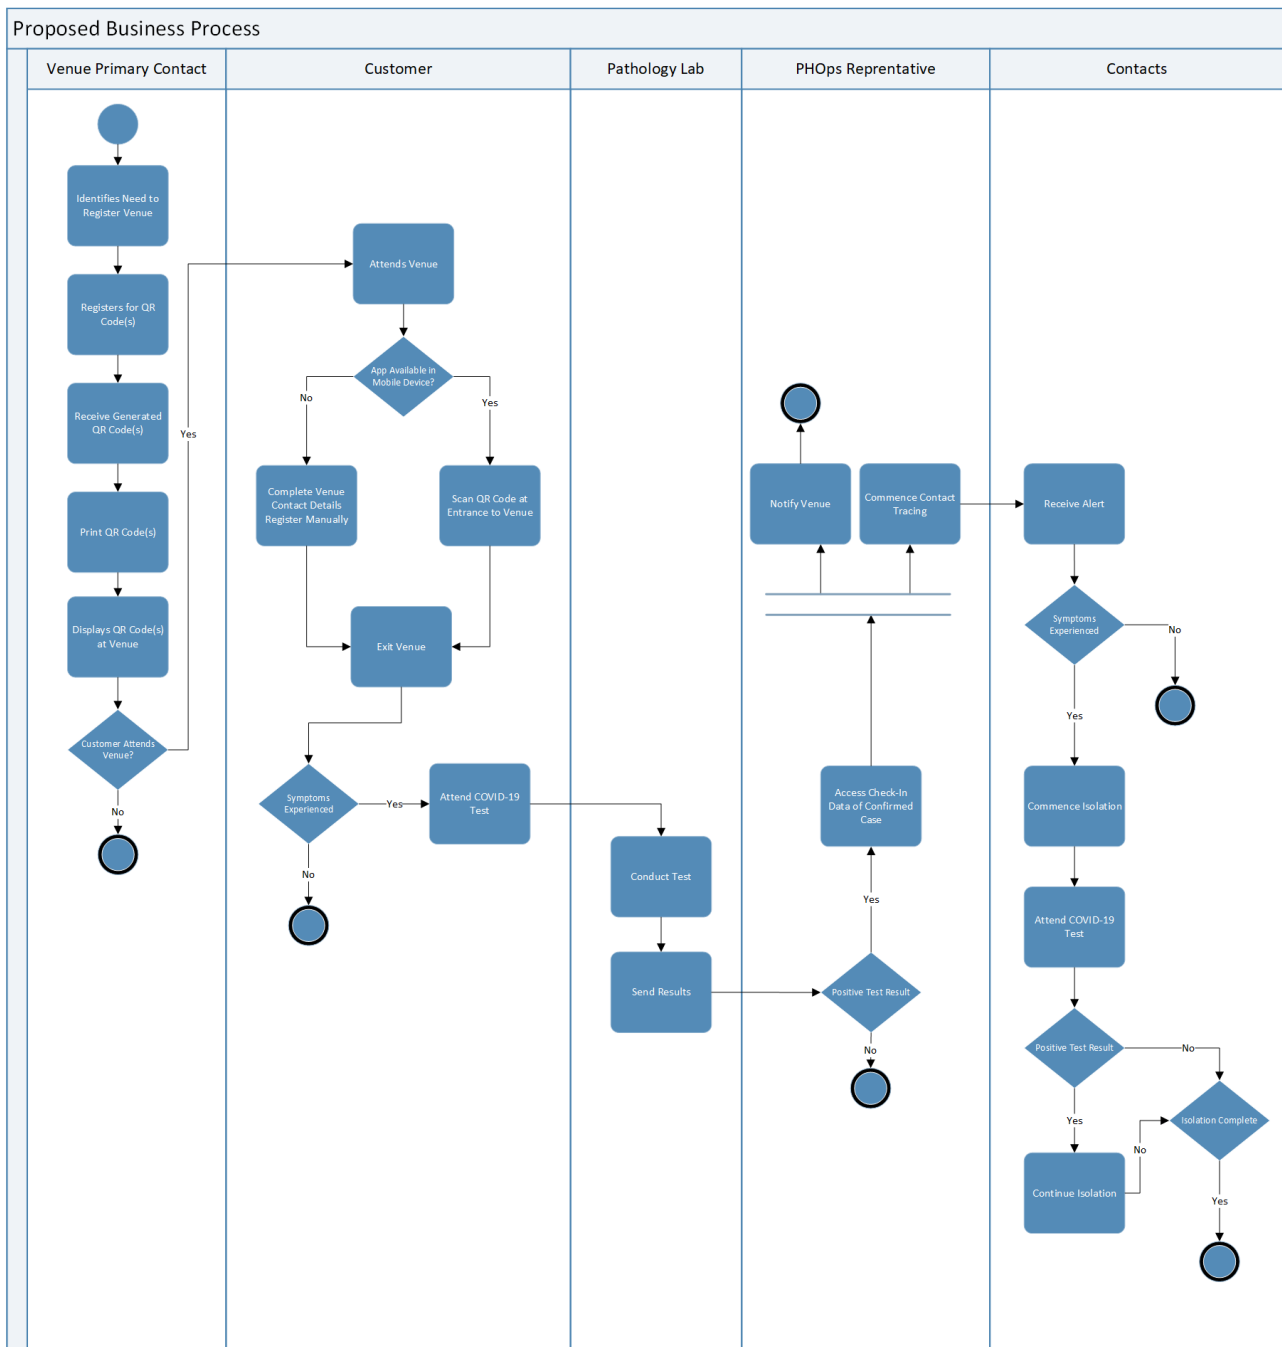 Proposed Business Process
Venue Primary Contact
Customer
Pathology Lab
PHOps Reprentative
Contacts
Identifies Need to
Register Venue
Registers for QR
Code(s)
Receive Generated
QR Code(s)
Print QR Code(s)
Displays QR Code(s)
at Venue
Customer Attends
Venue?
Yes
No
Attends Venue
App Available in
Mobile Device?
No
Yes
Complete Venue
Contact Details
Register Manually
Scan QR Code at
Entrance to Venue
Exit Venue
Symptoms
Experienced
Yes
No
Attend COVID-19
Test
Conduct Test
Send Results
Notify Venue
Commence Contact
Tracing
Access Check-In
Data of Confirmed
Case
Yes
Positive Test Result
No
Receive Alert
Symptoms
Experienced
No
Yes
Commence Isolation
Attend COVID-19
Test
Positive Test Result
No
Yes
Isolation Complete
No
Continue Isolation
Yes